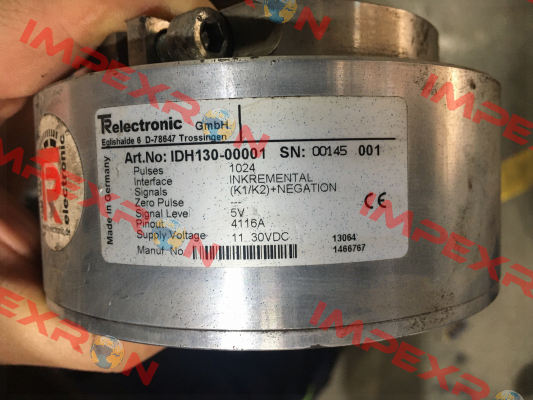 TRelectronic GmbH
Eglishalde 6 D-78647 Trossingen
Made in Germany
Art.No: IDH130-00001 SN: 00145 001
Pulses 1024
Interface INKREMENTAL
Signals (K1/K2)+NEGATION
Zero Pulse ---
Signal Level 5V
Pinout 4116A
Supply Voltage 11..30VDC 13064
Manuf. No. 1466767
CE
TR electronic
IMPEXRON
IMPEXRON
IMPEXRON
IMPEXRON